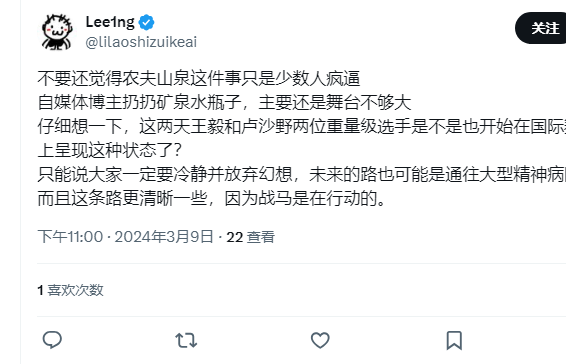 Lee1ng
关注
@lilaoshizuikeai
不要还觉得农夫山泉这件事只是少数人疯逼
自媒体博主扔扔矿泉水瓶子，主要还是舞台不够大
仔细想一下，这两天王毅和卢沙野两位重量级选手是不是也开始在国际
上呈现这种状态了？
只能说大家一定要冷静并放弃幻想，未来的路也可能是通往大型精神病
而且这条路更清晰一些，因为战马是在行动的。
下午11:00 · 2024年3月9日 · 22 查看
1 喜欢次数